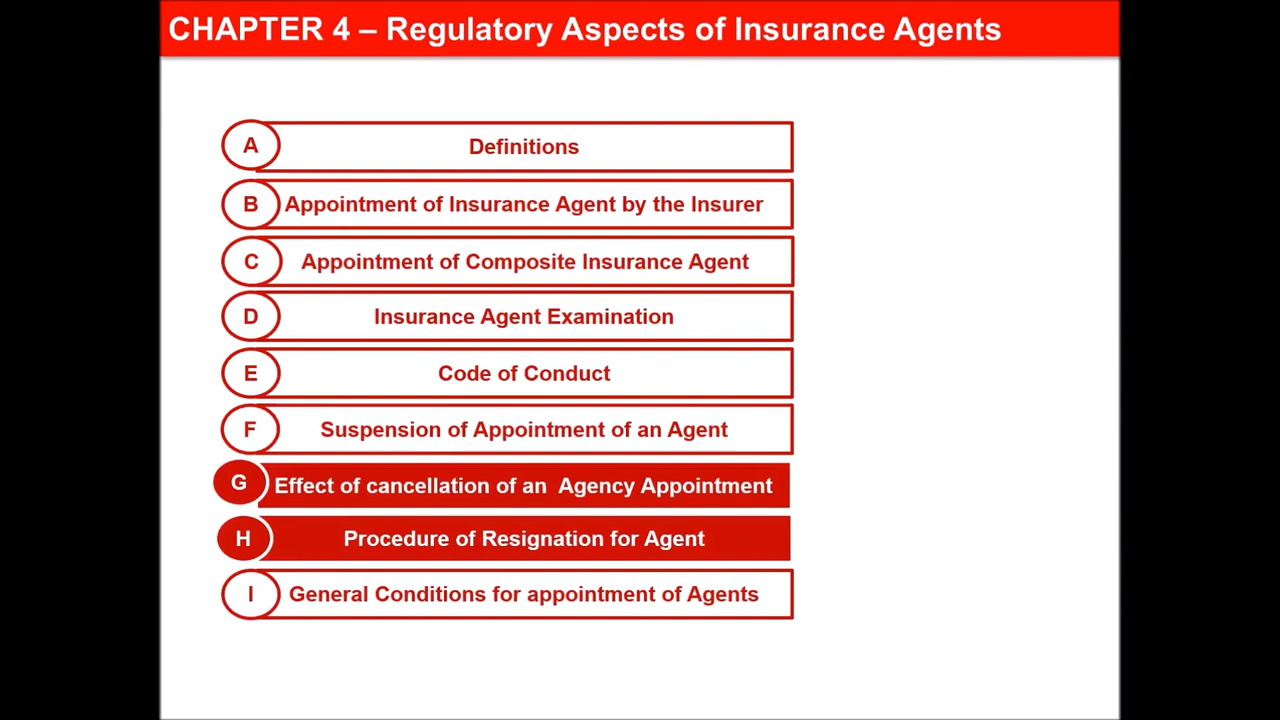 CHAPTER 4 – Regulatory Aspects of Insurance Agents
A Definitions
B Appointment of Insurance Agent by the Insurer
C Appointment of Composite Insurance Agent
D Insurance Agent Examination
E Code of Conduct
F Suspension of Appointment of an Agent
G Effect of cancellation of an  Agency Appointment
H Procedure of Resignation for Agent
I General Conditions for appointment of Agents